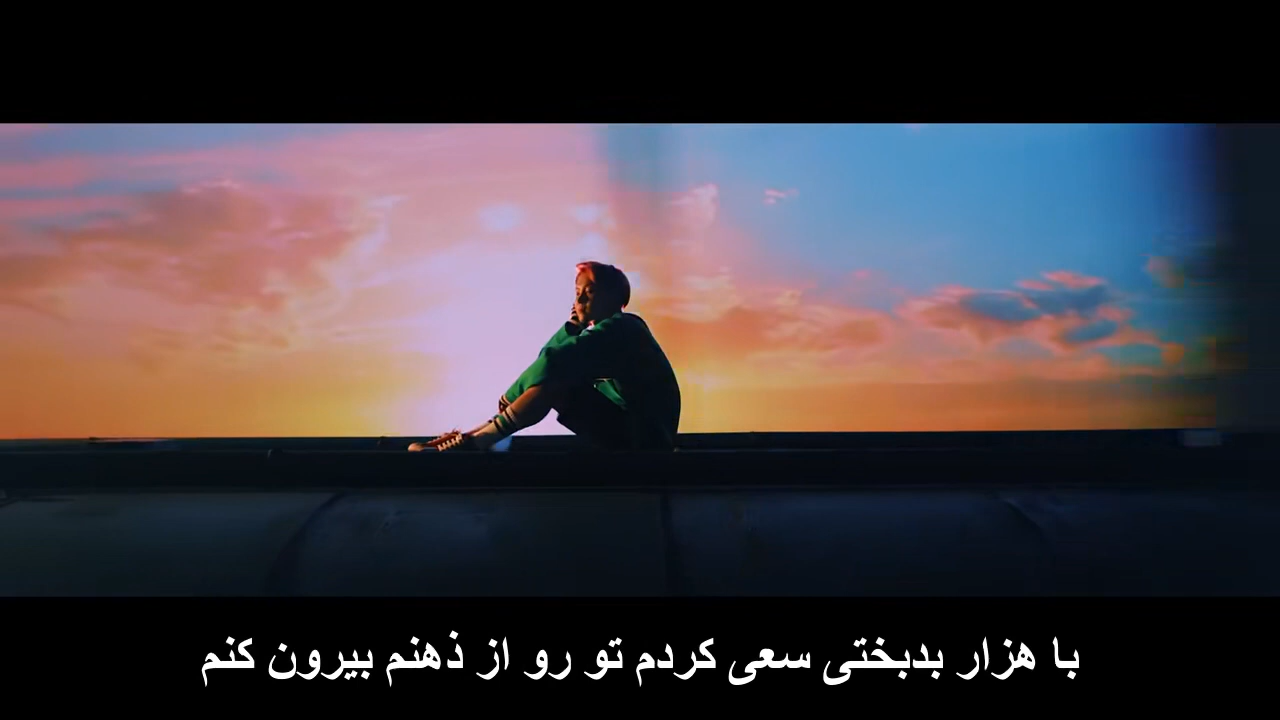 با هزار بدبختی سعی کردم تو رو از ذهنم بیرون کنم